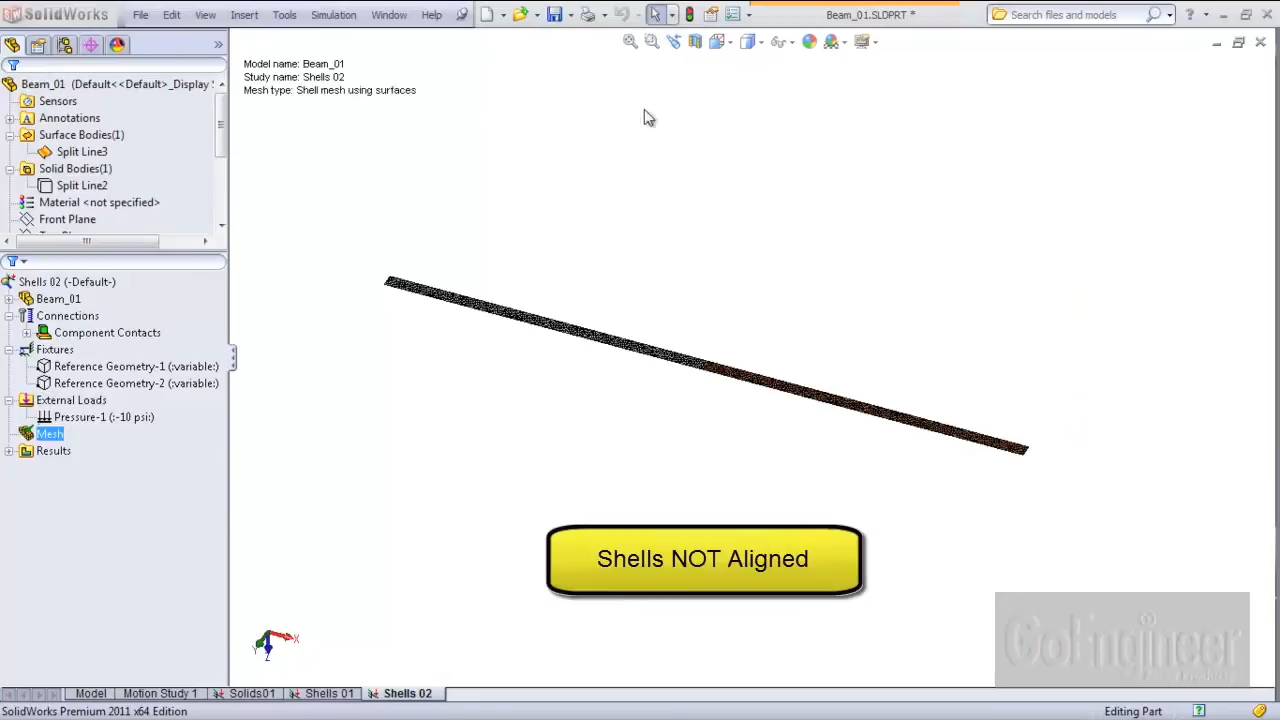 SolidWorks File Edit View Insert Tools Simulation Window Help Beam_01.SLDPRT * Search files and models
Model name: Beam_01
Study name: Shells 02
Mesh type: Shell mesh using surfaces
Beam_01 (Default<<Default>_Display
Sensors
Annotations
Surface Bodies(1)
Split Line3
Solid Bodies(1)
Split Line2
Material <not specified>
Front Plane
Shells 02 (-Default-)
Beam_01
Connections
Component Contacts
Fixtures
Reference Geometry-1 (:variable:)
Reference Geometry-2 (:variable:)
External Loads
Pressure-1 (:-10 psi:)
Mesh
Results
Shells NOT Aligned
X
Y
Z
GoEngineer
Model Motion Study 1 Solids01 Shells 01 Shells 02
SolidWorks Premium 2011 x64 Edition Editing Part